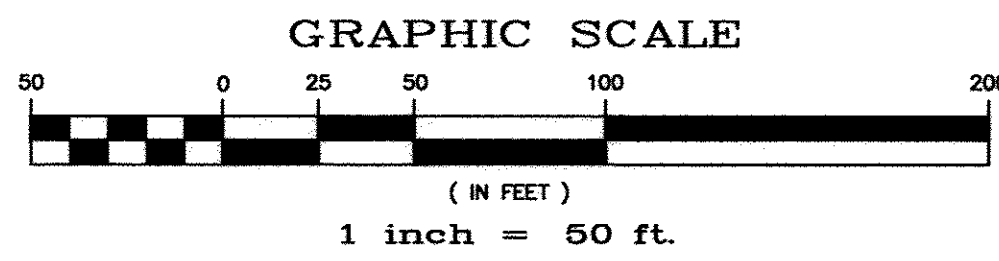 GRAPHIC SCALE
50 0 25 50 100 200
( IN FEET )
1 inch = 50 ft.